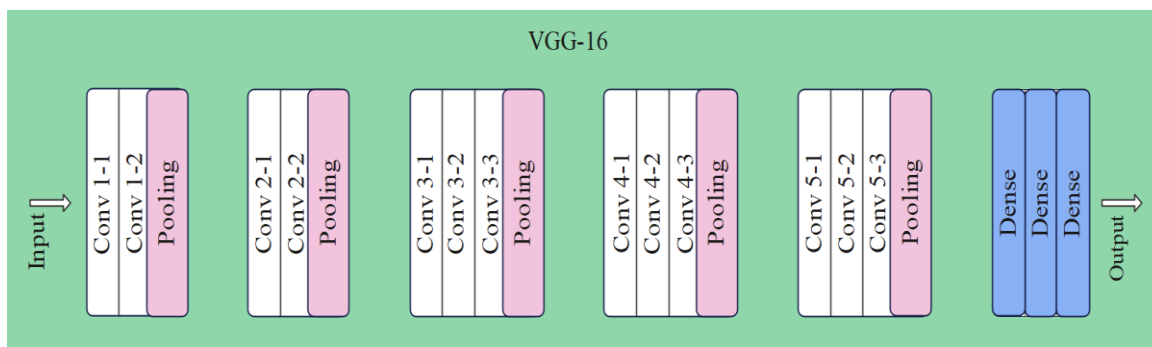 VGG-16
Input
Conv 1-1
Conv 1-2
Pooling
Conv 2-1
Conv 2-2
Pooling
Conv 3-1
Conv 3-2
Conv 3-3
Pooling
Conv 4-1
Conv 4-2
Conv 4-3
Pooling
Conv 5-1
Conv 5-2
Conv 5-3
Pooling
Dense
Dense
Dense
Output